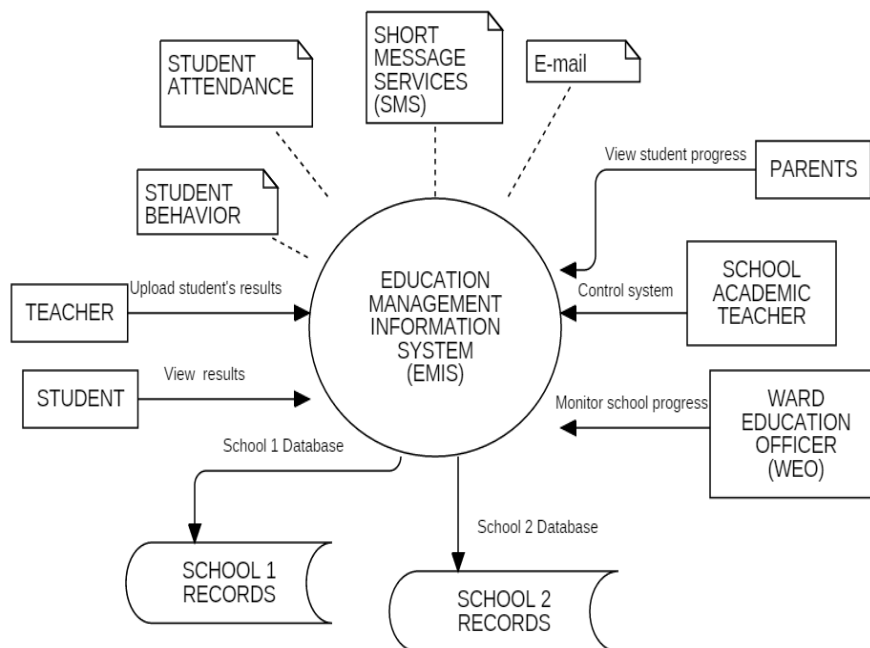 STUDENT
ATTENDANCE
SHORT
MESSAGE
SERVICES
(SMS)
E-mail
STUDENT
BEHAVIOR
View student progress
PARENTS
EDUCATION
MANAGEMENT
INFORMATION
SYSTEM
(EMIS)
TEACHER
Upload student's results
Control system
SCHOOL
ACADEMIC
TEACHER
STUDENT
View results
Monitor school progress
WARD
EDUCATION
OFFICER
(WEO)
School 1 Database
School 2 Database
SCHOOL 1
RECORDS
SCHOOL 2
RECORDS